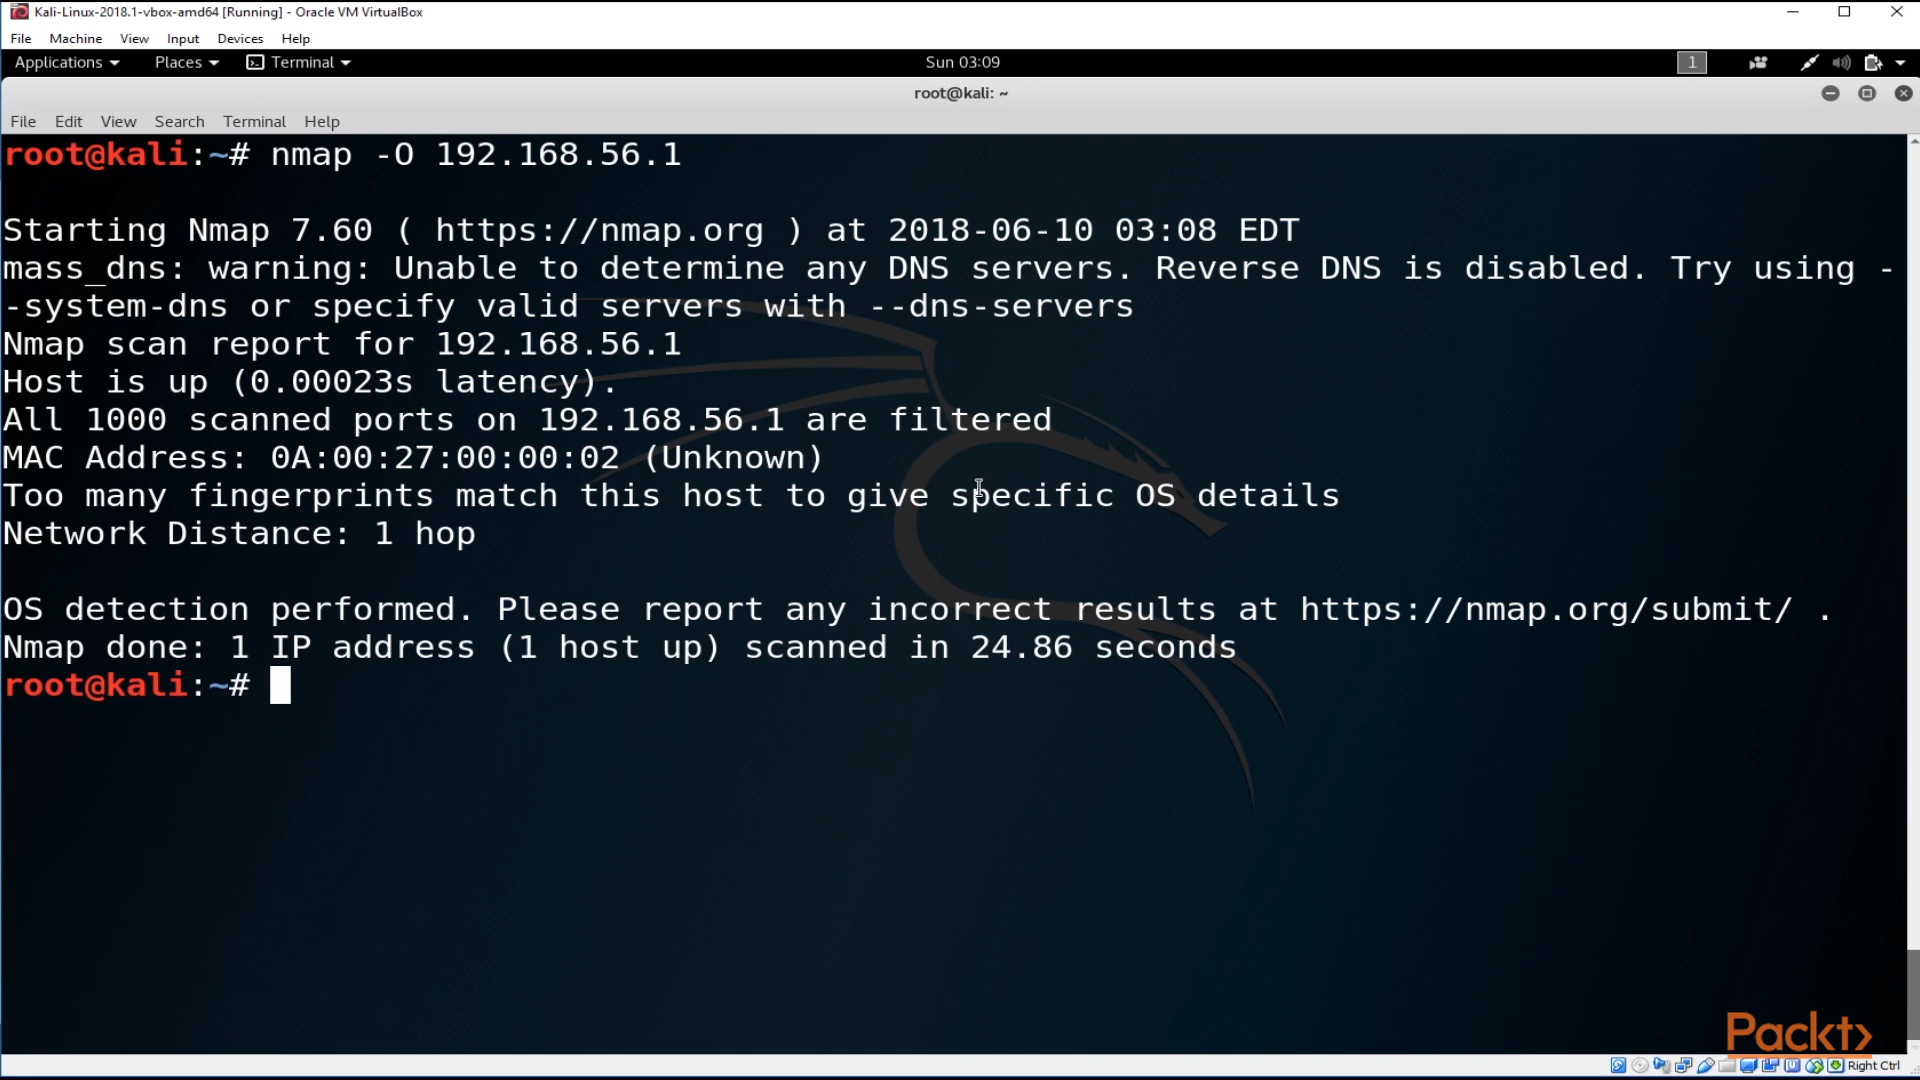 Kali-Linux-2018.1-vbox-amd64 [Running] - Oracle VM VirtualBox
File Machine View Input Devices Help
Applications Places Terminal Sun 03:09 1
root@kali: ~
File Edit View Search Terminal Help
root@kali:~# nmap -O 192.168.56.1
Starting Nmap 7.60 ( https://nmap.org ) at 2018-06-10 03:08 EDT
mass_dns: warning: Unable to determine any DNS servers. Reverse DNS is disabled. Try using -
-system-dns or specify valid servers with --dns-servers
Nmap scan report for 192.168.56.1
Host is up (0.00023s latency).
All 1000 scanned ports on 192.168.56.1 are filtered
MAC Address: 0A:00:27:00:00:02 (Unknown)
Too many fingerprints match this host to give specific OS details
Network Distance: 1 hop
OS detection performed. Please report any incorrect results at https://nmap.org/submit/ .
Nmap done: 1 IP address (1 host up) scanned in 24.86 seconds
root@kali:~#
Packt>
Right Ctrl